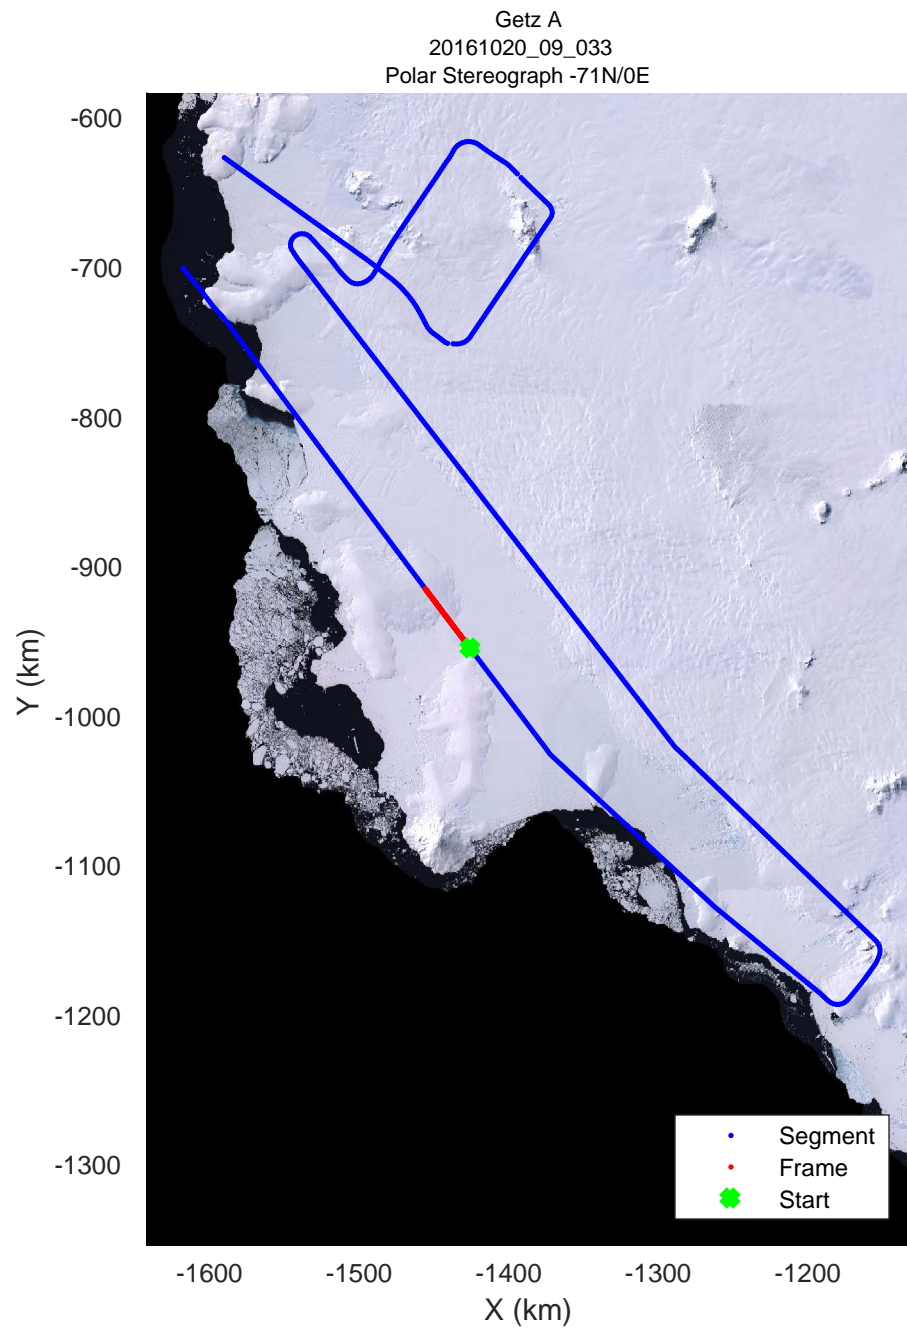 Getz A
20161020_09_033
Polar Stereograph -71N/0E
-600
-700
-800
-900
-1000
-1100
-1200
-1300
Y (km)
Segment
Frame
Start
-1600
-1500
-1400
-1300
-1200
X (km)